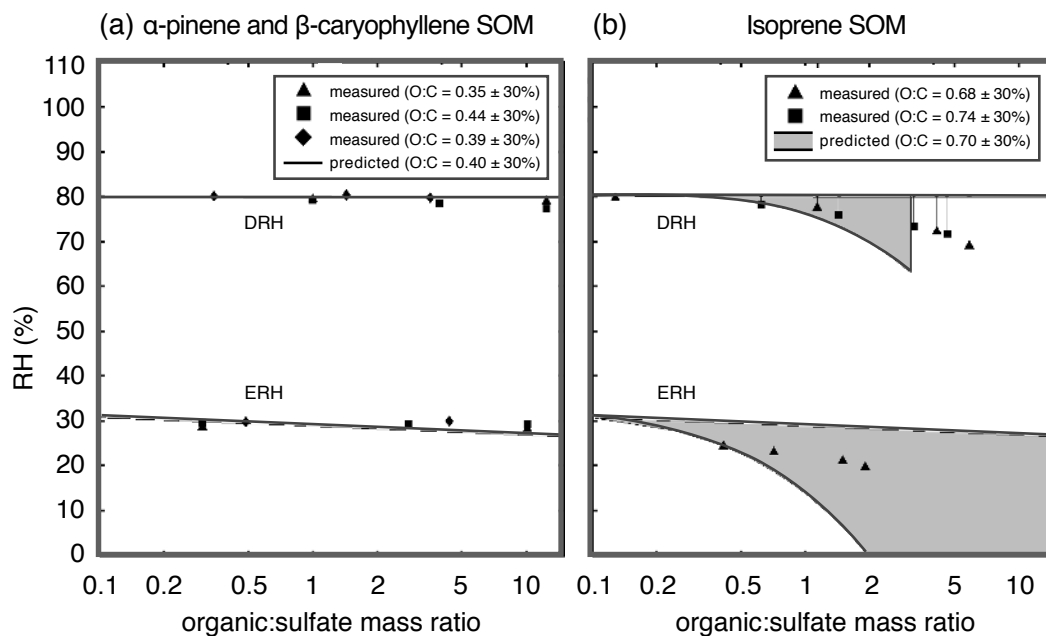 (a) α-pinene and β-caryophyllene SOM
measured (O:C = 0.35 ± 30%)
measured (O:C = 0.44 ± 30%)
measured (O:C = 0.39 ± 30%)
predicted (O:C = 0.40 ± 30%)
DRH
ERH
RH (%)
110
100
90
80
70
60
50
40
30
20
10
0
0.1 0.2 0.5 1 2 5 10
organic:sulfate mass ratio
(b) Isoprene SOM
measured (O:C = 0.68 ± 30%)
measured (O:C = 0.74 ± 30%)
predicted (O:C = 0.70 ± 30%)
DRH
ERH
0.1 0.2 0.5 1 2 5 10
organic:sulfate mass ratio